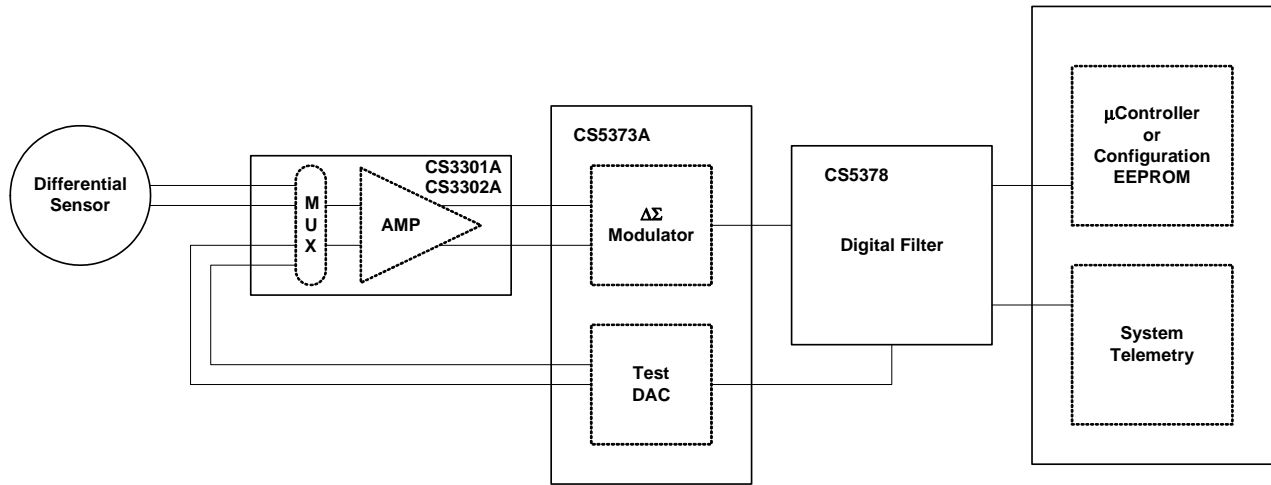 Differential
Sensor
M
U
X
AMP
CS3301A
CS3302A
CS5373A
ΔΣ
Modulator
Test
DAC
CS5378
Digital Filter
μController
or
Configuration
EEPROM
System
Telemetry